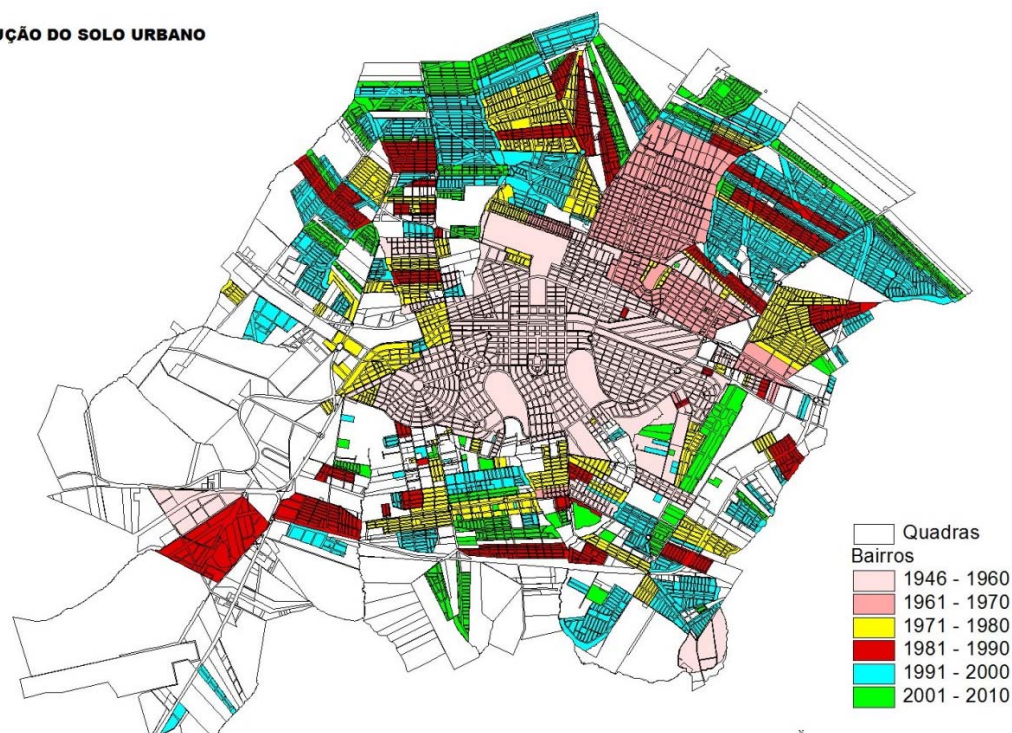 UÇÃO DO SOLO URBANO
Quadras
Bairros
1946 - 1960
1961 - 1970
1971 - 1980
1981 - 1990
1991 - 2000
2001 - 2010